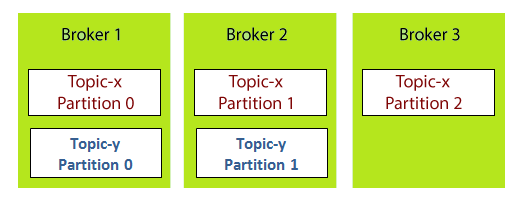 Broker 1
Topic-x
Partition 0
Topic-y
Partition 0
Broker 2
Topic-x
Partition 1
Topic-y
Partition 1
Broker 3
Topic-x
Partition 2